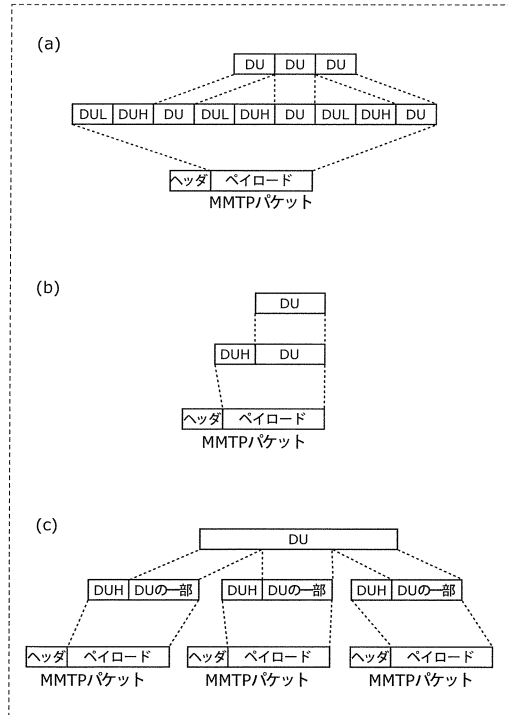 (a)
DU DU DU
DUL DUH DU DUL DUH DU DUL DUH DU
ヘッダ ペイロード
MMTPパケット
(b)
DU
DUH DU
ヘッダ ペイロード
MMTPパケット
(c)
DU
DUH DUの一部 DUH DUの一部 DUH DUの一部
ヘッダ ペイロード ヘッダ ペイロード ヘッダ ペイロード
MMTPパケット MMTPパケット MMTPパケット